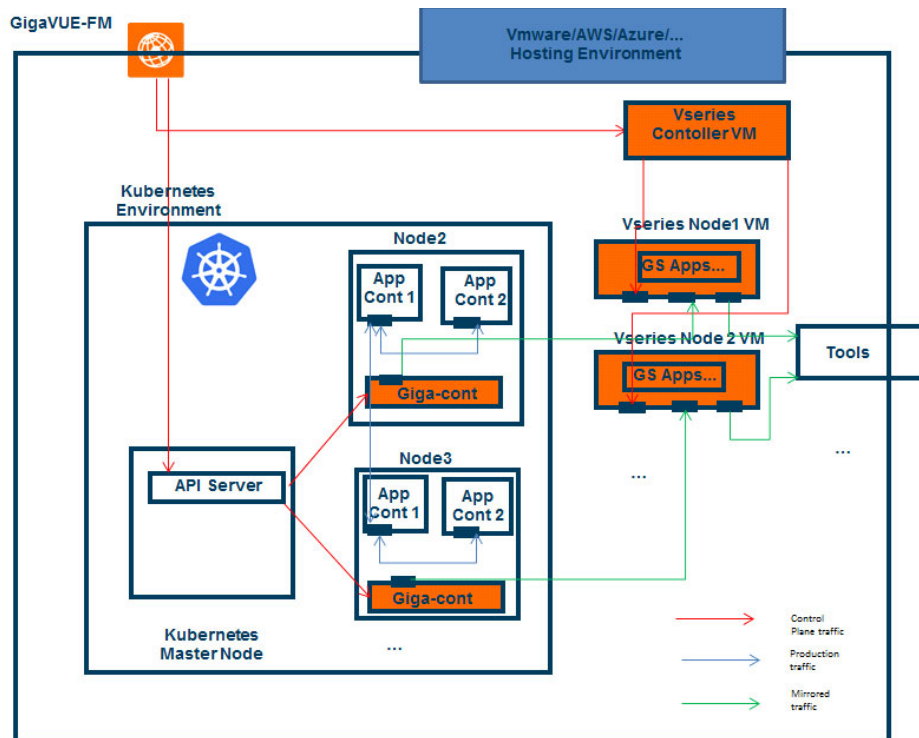 GigaVUE-FM
Vmware/AWS/Azure/...
Hosting Environment
Vseries
Contoller VM
Kubernetes
Environment
Vseries Node1 VM
GS Apps...
Node2
App
Cont 1
App
Cont 2
Giga-cont
Vseries Node 2 VM
GS Apps...
Tools
...
...
Node3
App
Cont 1
App
Cont 2
Giga-cont
API Server
Kubernetes
Master Node
...
Control
Plane traffic
Production
traffic
Mirrored
traffic